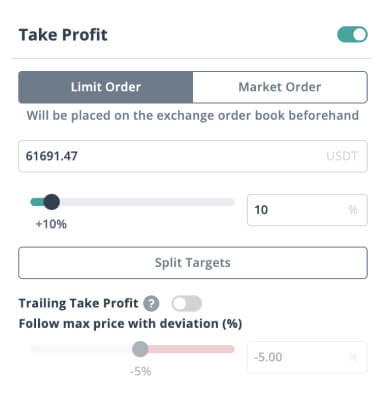 Take Profit
Limit Order Market Order
Will be placed on the exchange order book beforehand
61691.47 USDT
10 %
+10%
Split Targets
Trailing Take Profit ?
Follow max price with deviation (%)
-5.00 %
-5%